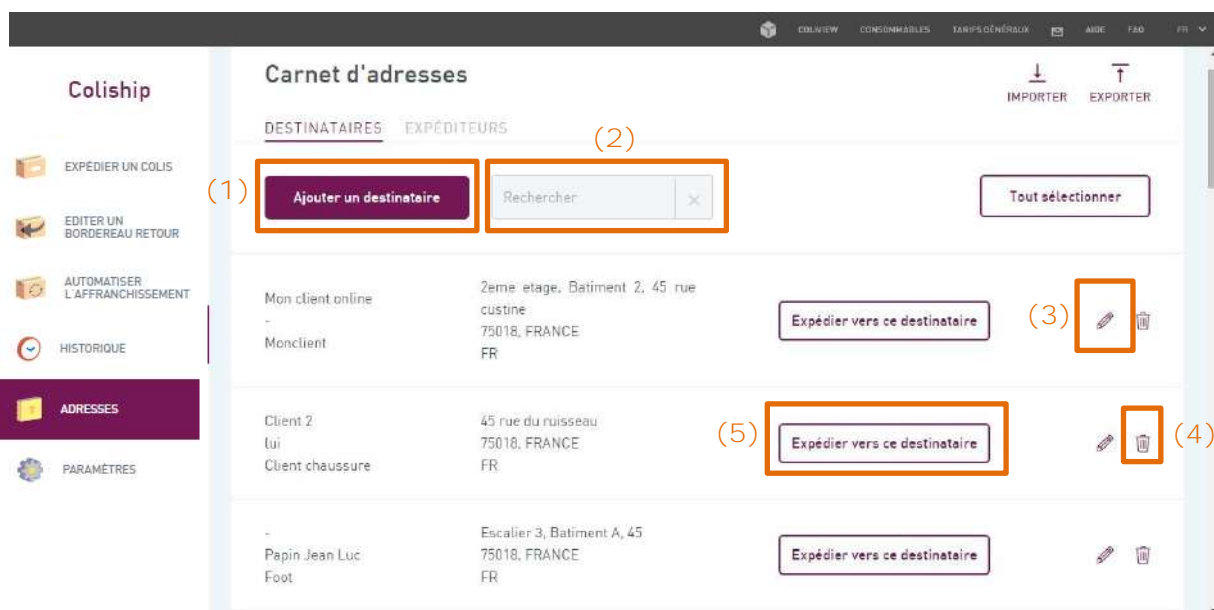 COLIVIEW CONSOMMABLES TARIFS GÉNÉRAUX AIDE FAQ FR
Coliship
Carnet d'adresses
IMPORTER EXPORTER
DESTINATAIRES EXPÉDITEURS
(2)
EXPÉDIER UN COLIS
(1)
Ajouter un destinataire
Rechercher ×
Tout sélectionner
EDITER UN
BORDEREAU RETOUR
AUTOMATISER
L'AFFRANCHISSEMENT
HISTORIQUE
ADRESSES
PARAMÈTRES
Mon client online
-
Monclient
2eme etage, Batiment 2, 45 rue
custine
75018, FRANCE
FR
Expédier vers ce destinataire
(3)
Client 2
lui
Client chaussure
45 rue du ruisseau
75018, FRANCE
FR
(5)
Expédier vers ce destinataire
(4)
-
Papin Jean Luc
Foot
Escalier 3, Batiment A, 45
75018, FRANCE
FR
Expédier vers ce destinataire